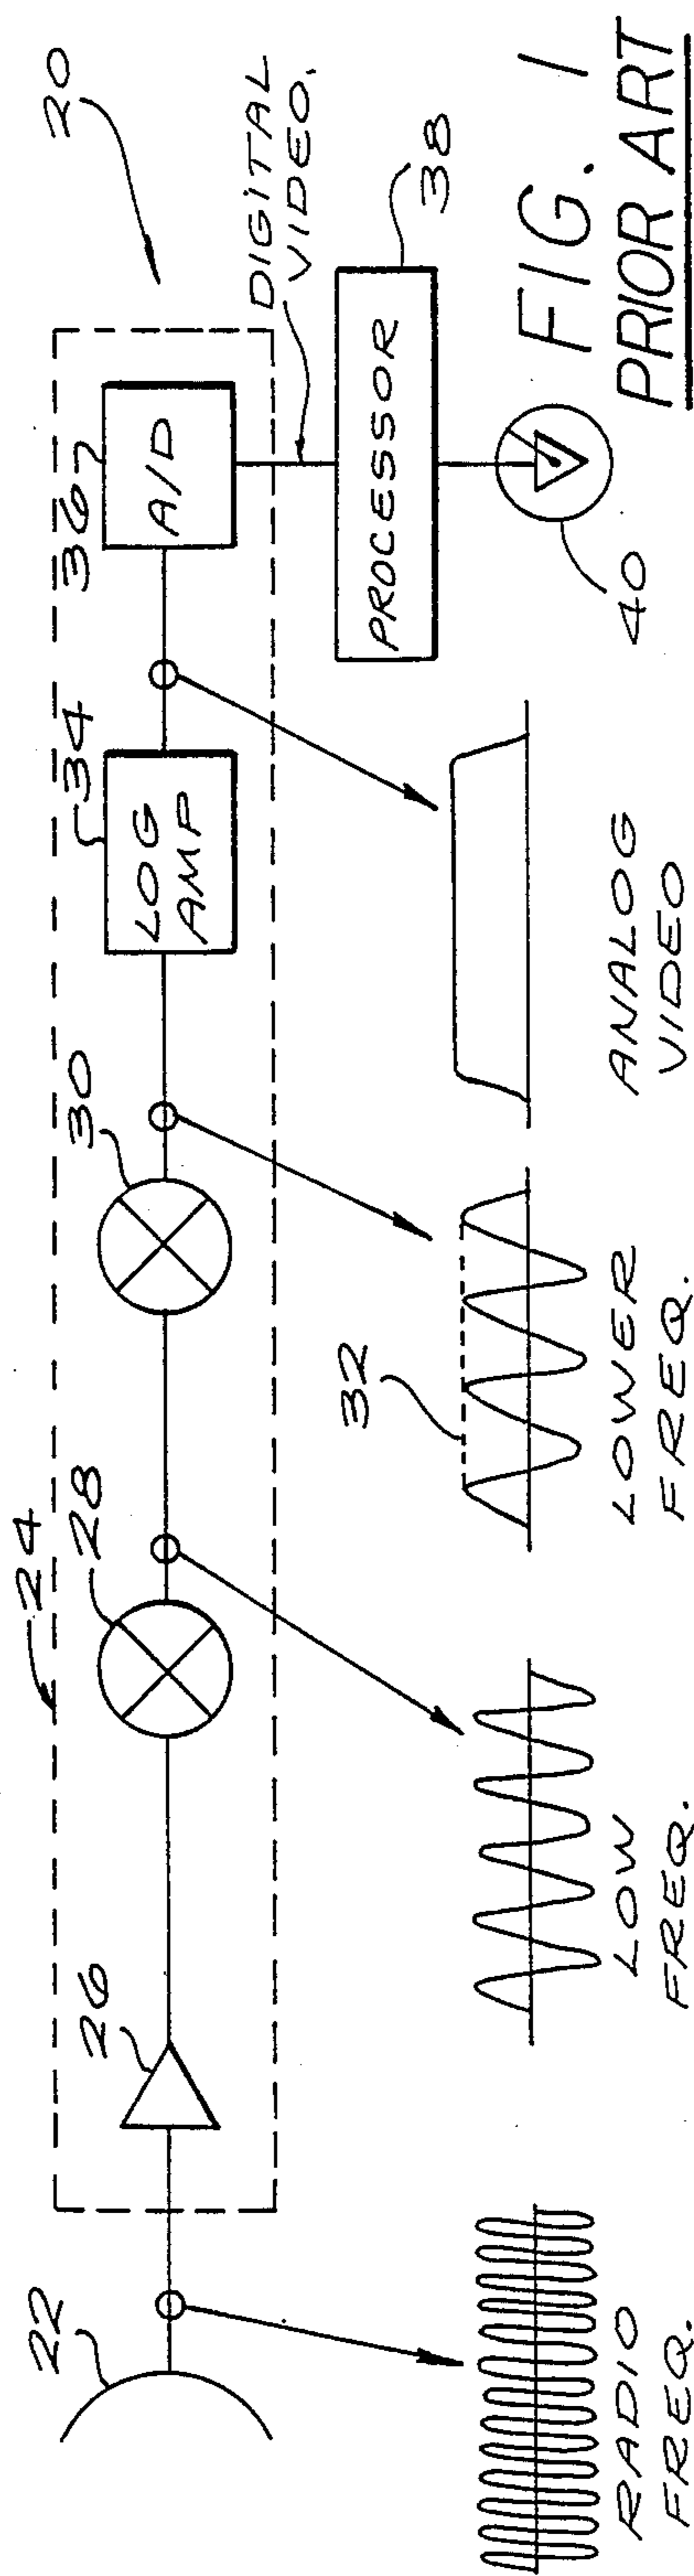 20
24
22
26
28
30
34
LOG
AMP
36
A/D
DIGITAL
VIDEO.
PROCESSOR
38
40
32
RADIO
FREQ.
LOW
FREQ.
LOWER
FREQ.
ANALOG
VIDEO
FIG. 1
PRIOR ART